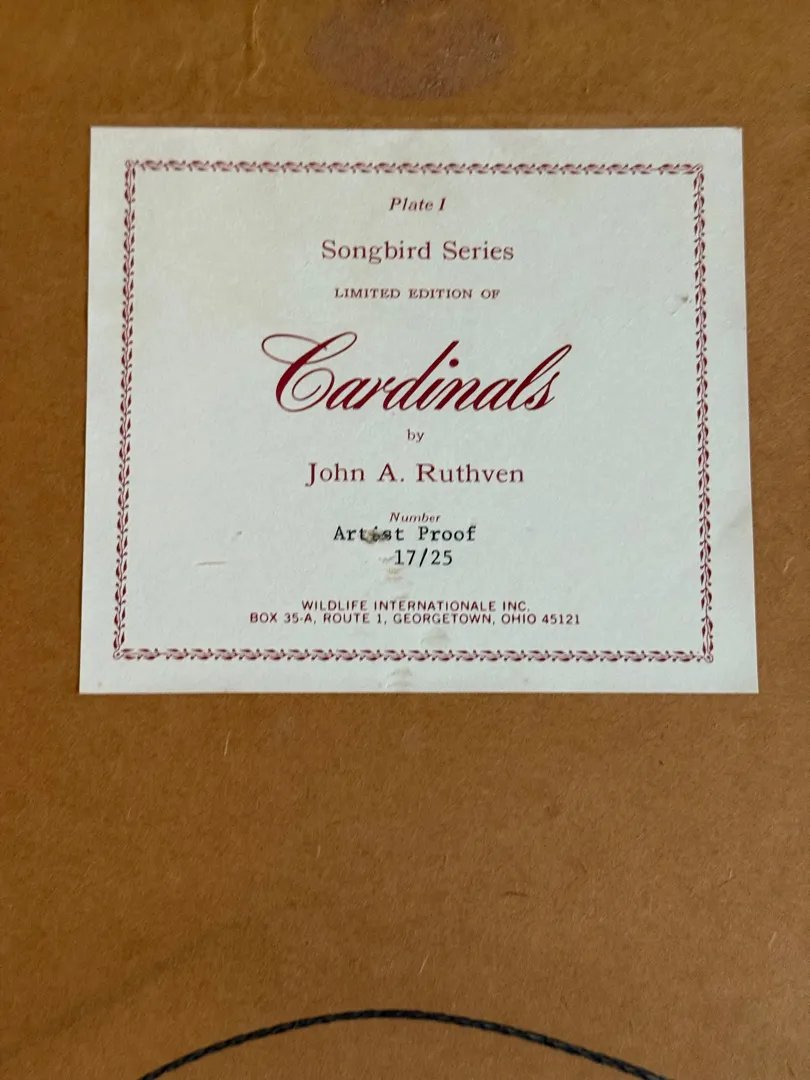 Plate I
Songbird Series
LIMITED EDITION OF
Cardinals
by
John A. Ruthven
Number
Artist Proof
17/25
WILDLIFE INTERNATIONALE INC.
BOX 35-A, ROUTE 1, GEORGETOWN, OHIO 45121